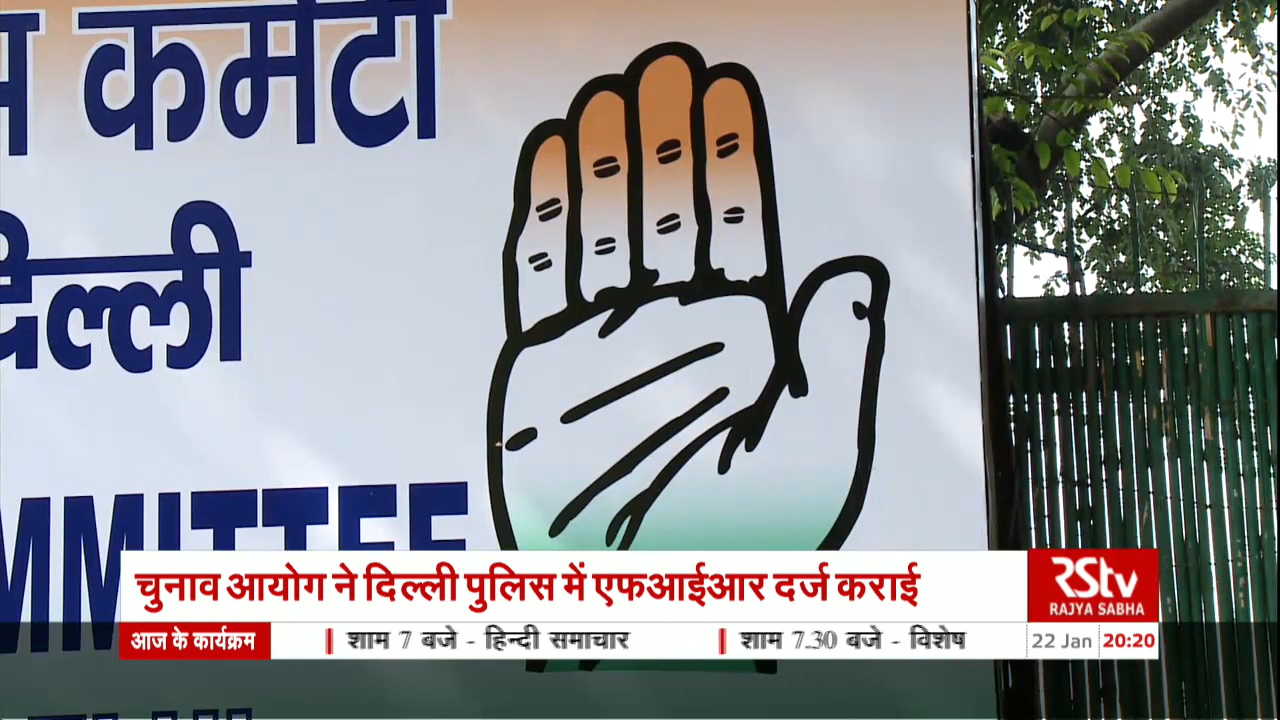 कमेटी
दिल्ली
MMITTEE
चुनाव आयोग ने दिल्ली पुलिस में एफआईआर दर्ज कराई
RStv
RAJYA SABHA
आज के कार्यक्रम | शाम 7 बजे - हिन्दी समाचार | शाम 7.30 बजे - विशेष
22 Jan 20:20